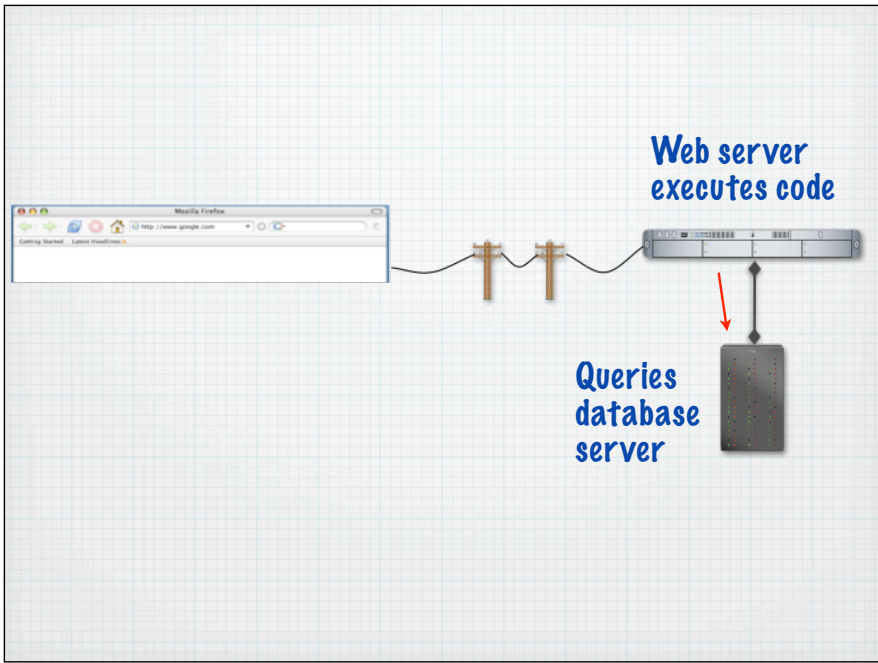 Web server
executes code
Mozilla Firefox
http://www.google.com
Getting Started Latest Headlines
Queries
database
server